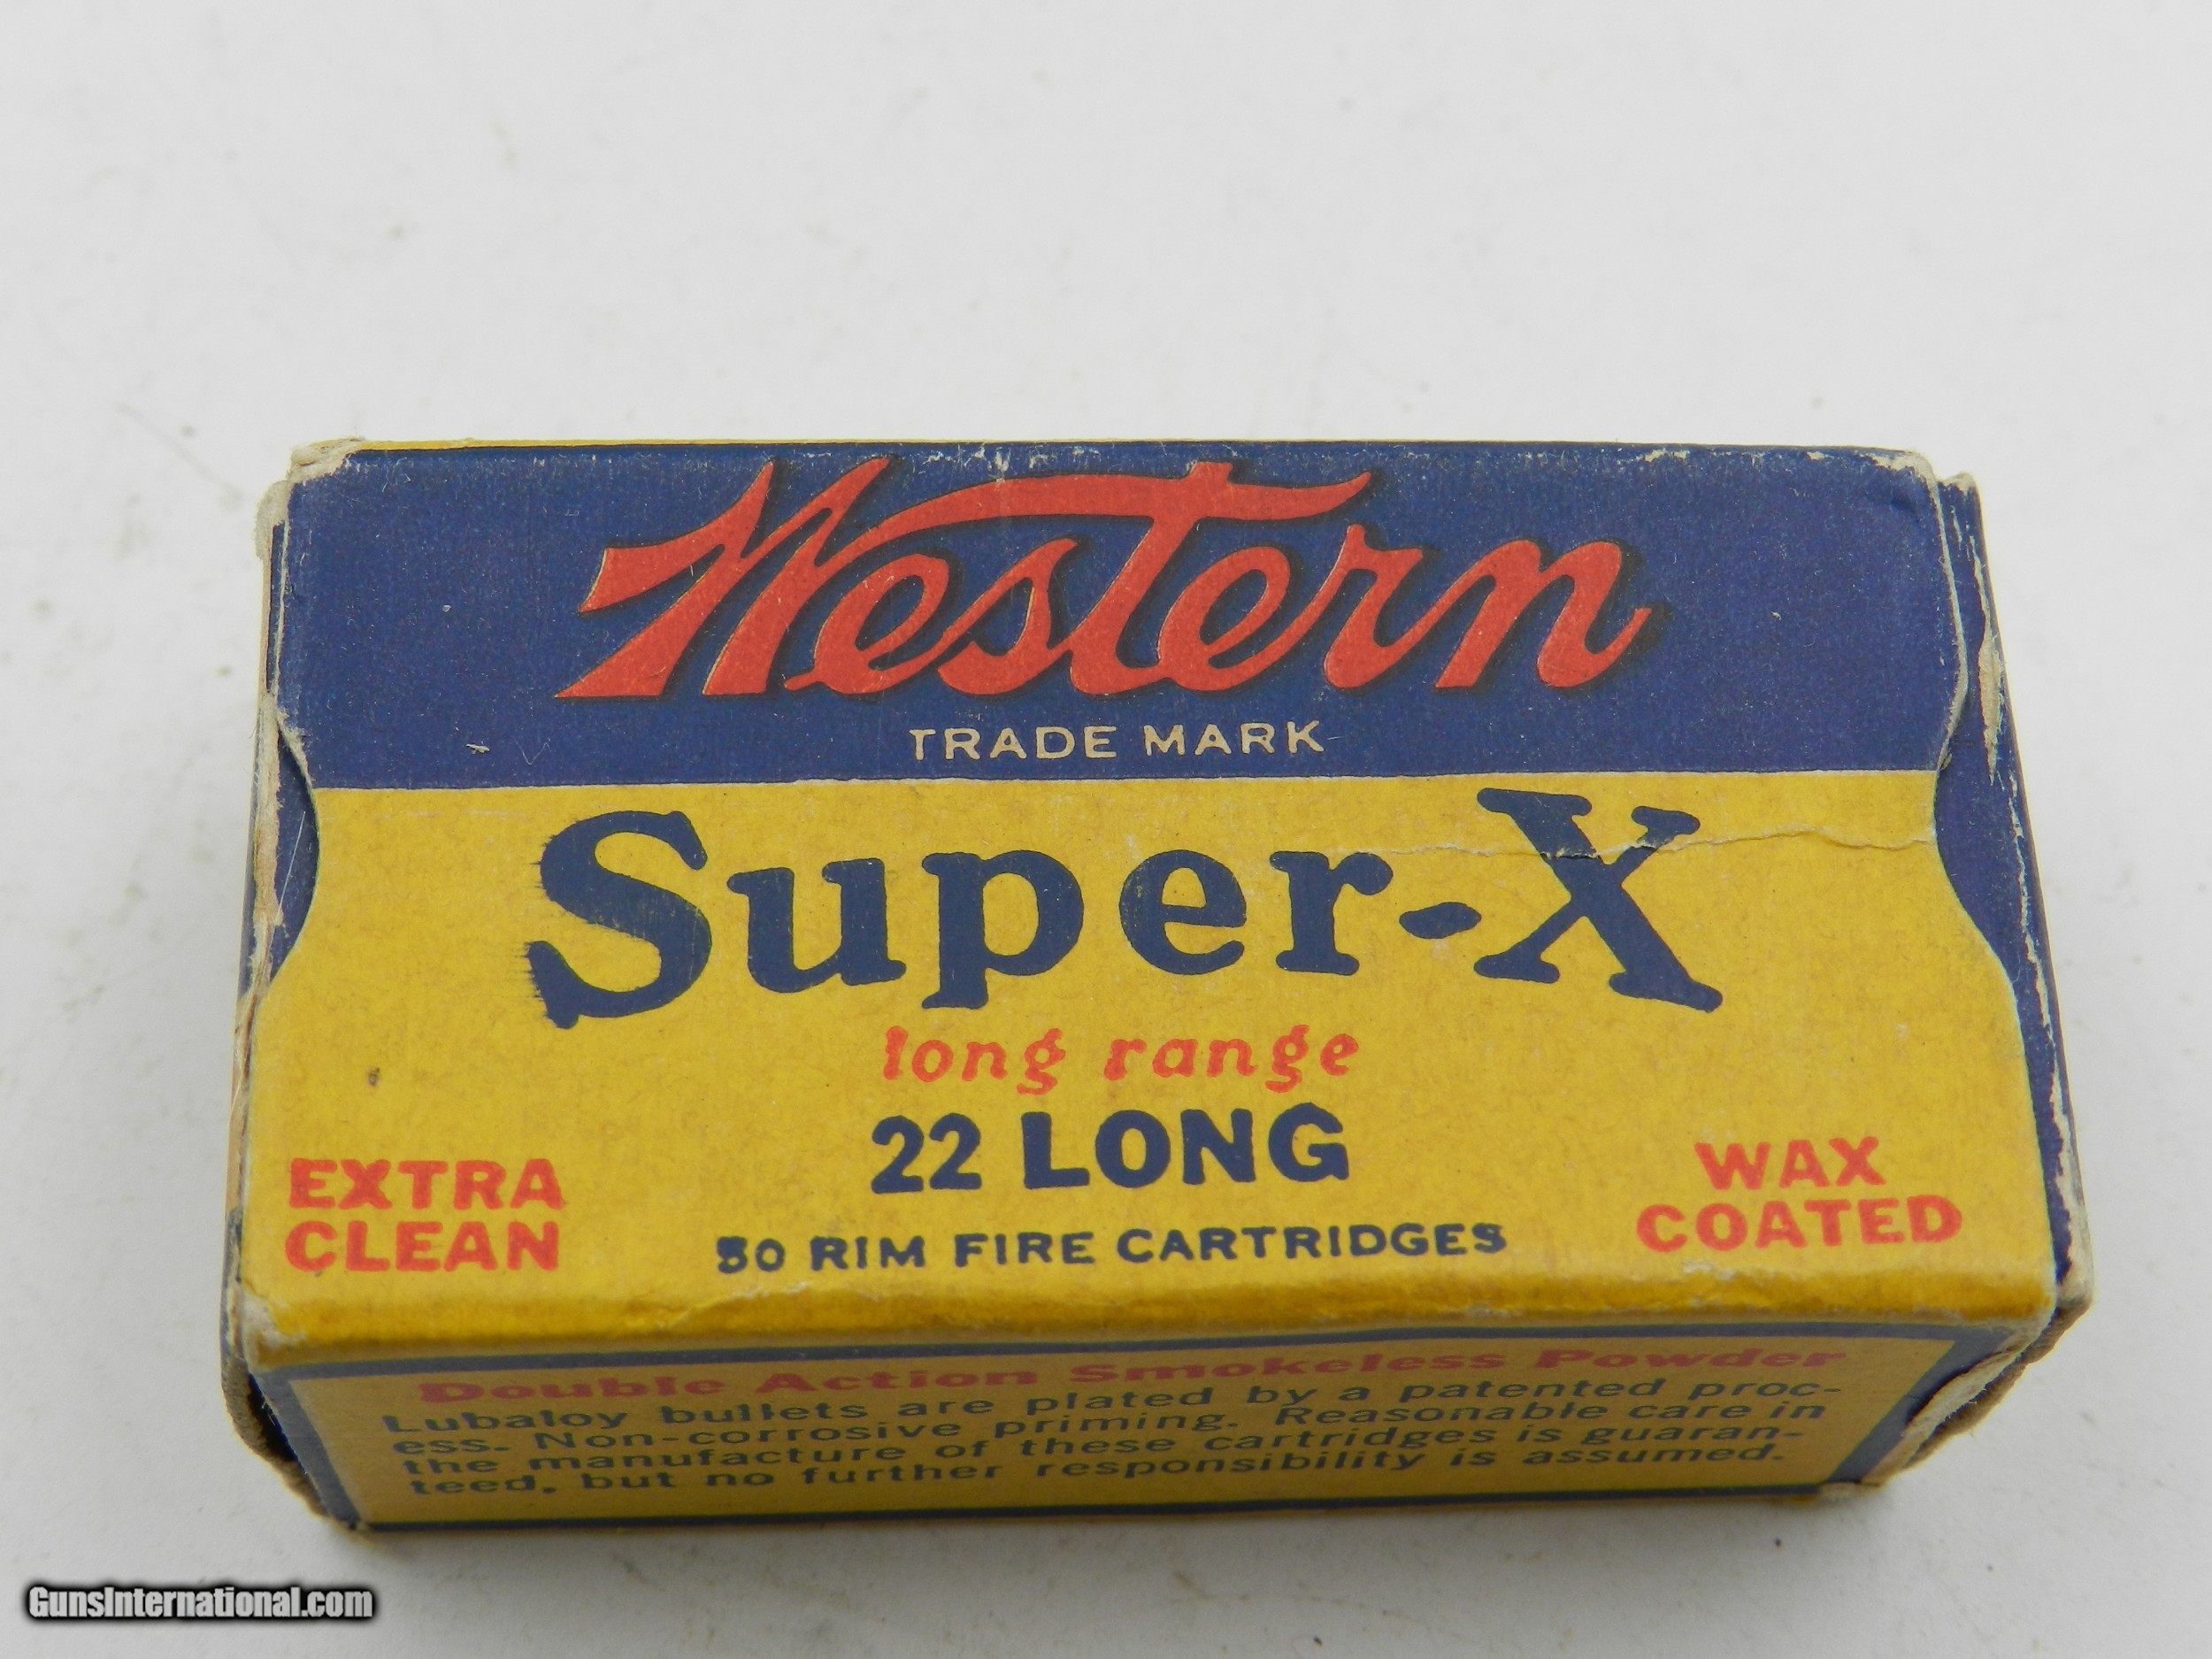 Western
TRADE MARK
Super-X
long range
22 LONG
EXTRA
CLEAN
50 RIM FIRE CARTRIDGES
WAX
COATED
Double Action Smokeless Powder
Lubaloy bullets are plated by a patented proc-
ess. Non-corrosive priming. Reasonable care in
the manufacture of these cartridges is guaran-
teed, but no further responsibility is assumed.
GunsInternational.com